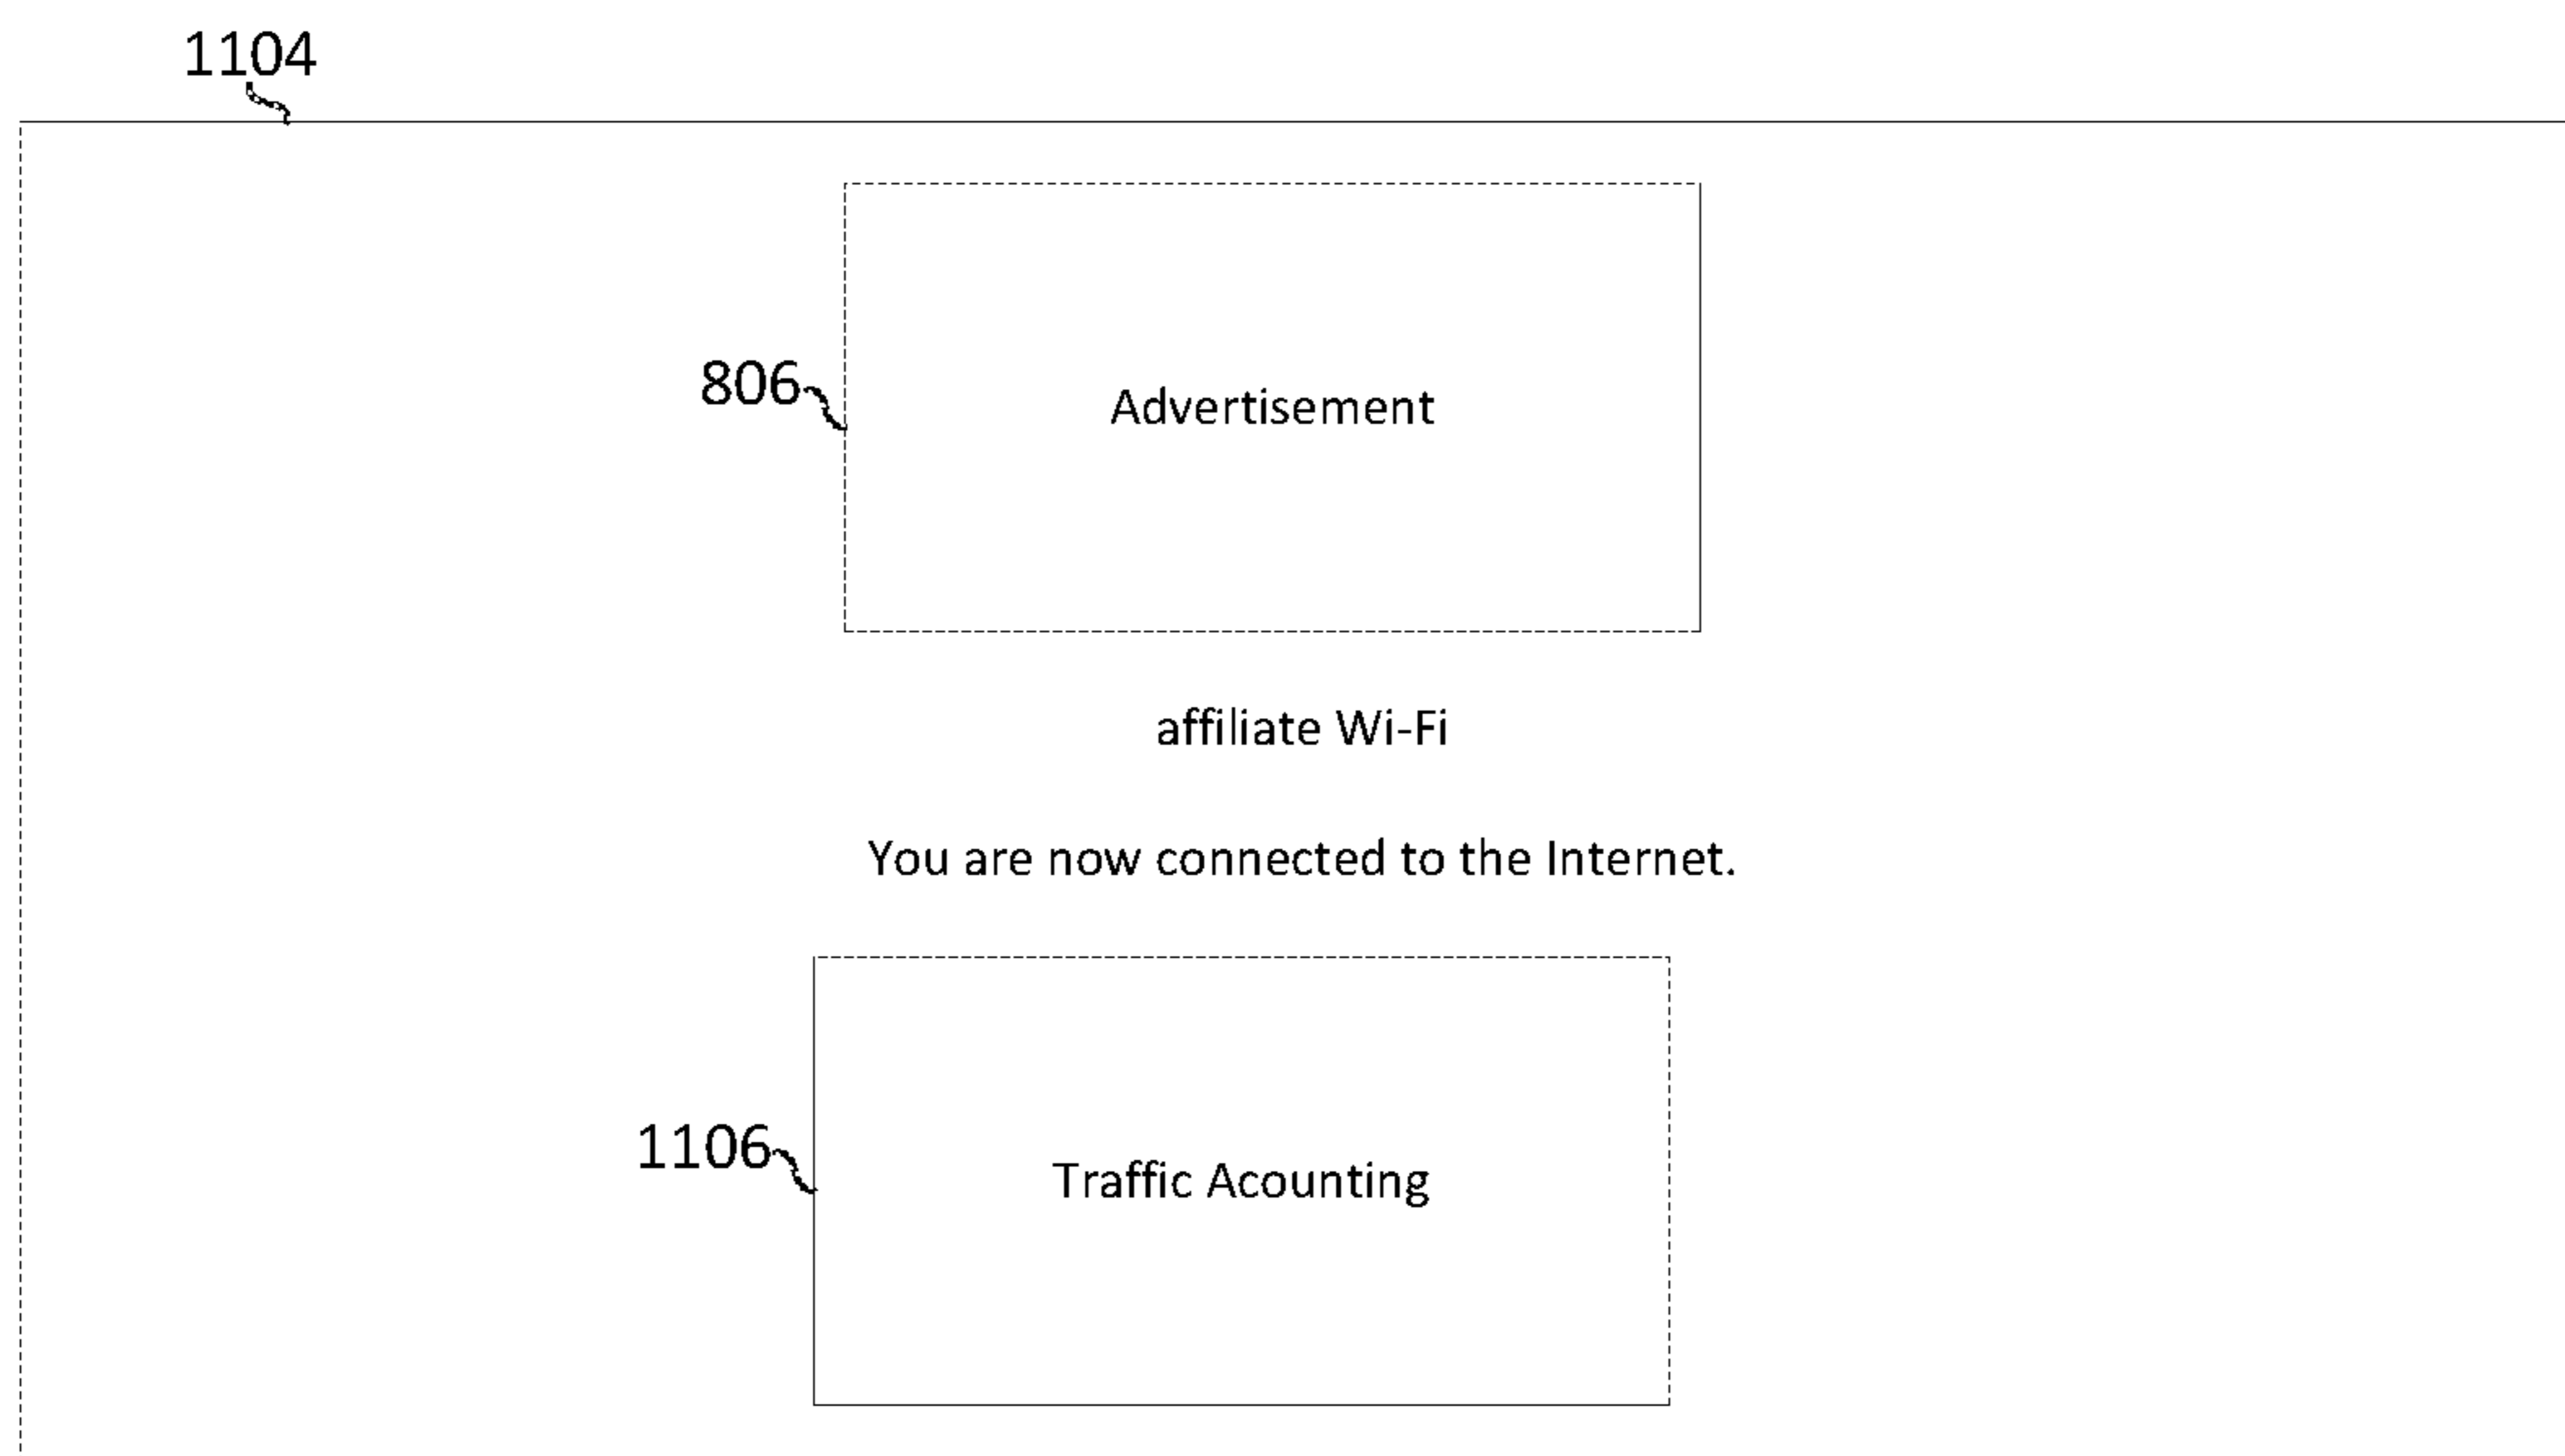 1104
806
Advertisement
affiliate Wi-Fi
You are now connected to the Internet.
1106
Traffic Acounting